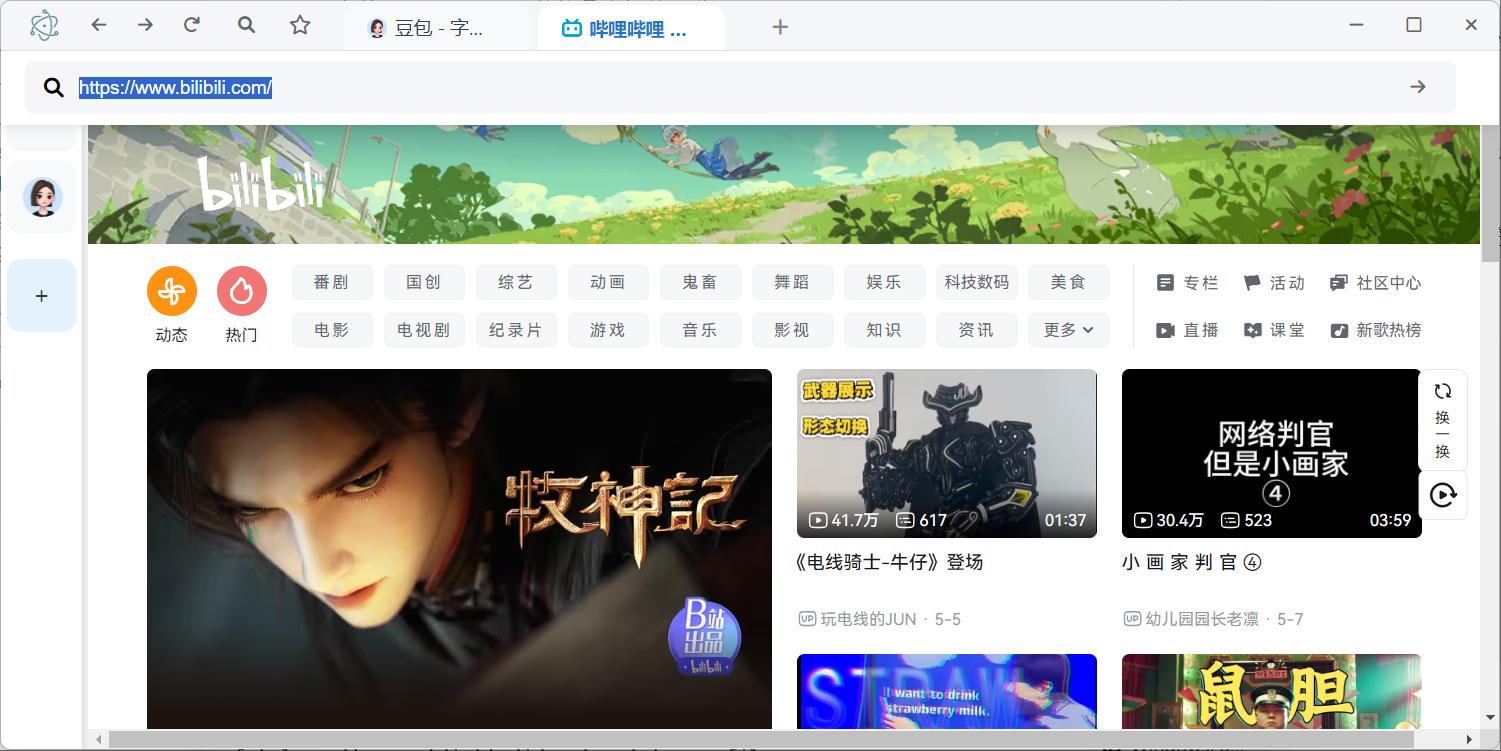 豆包 - 字...
哔哩哔哩 ...
https://www.bilibili.com/
bilibili
番剧
国创
综艺
动画
鬼畜
舞蹈
娱乐
科技数码
美食
专栏
活动
社区中心
动态
热门
电影
电视剧
纪录片
游戏
音乐
影视
知识
资讯
更多
直播
课堂
新歌热榜
牧神記
B站
出品
bilibili
武器展示
形态切换
41.7万
617
01:37
网络判官
但是小画家
④
30.4万
523
03:59
换
一
换
《电线骑士-牛仔》登场
小 画 家 判 官 ④
UP 玩电线的JUN · 5-5
UP 幼儿园园长老凛 · 5-7
STRAW
I want to drink
strawberry milk.
鼠胆